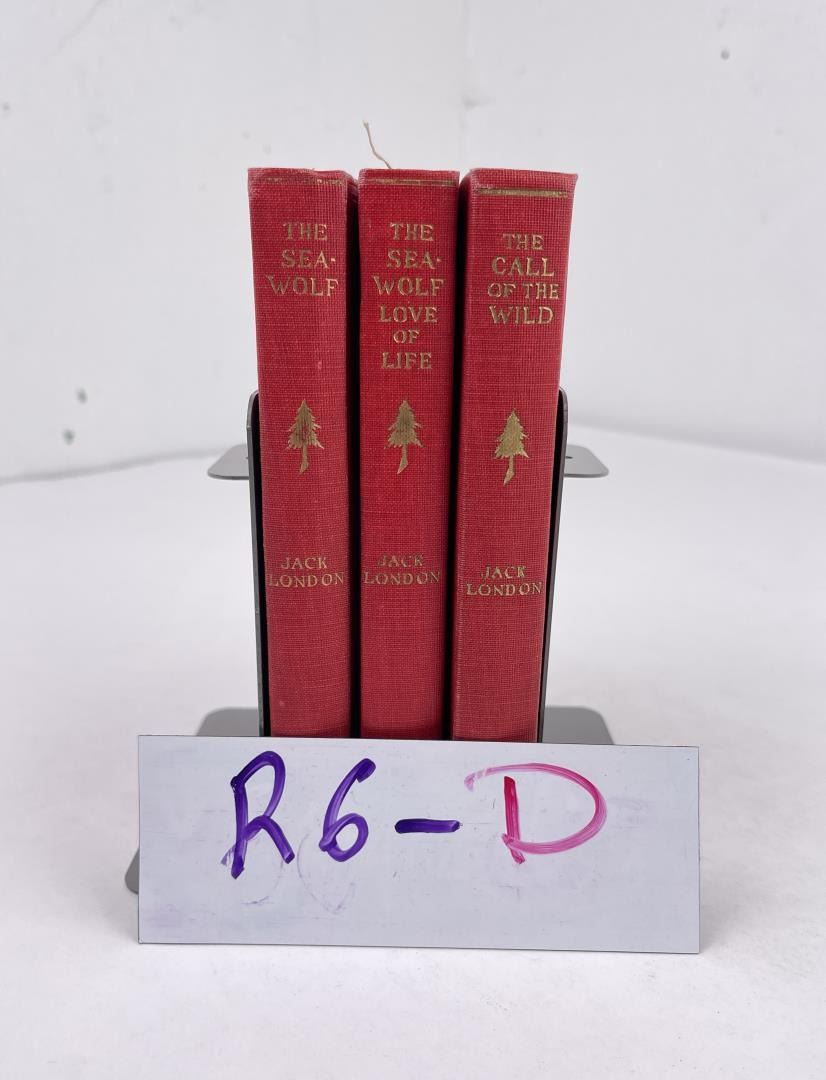 THE
SEA-
WOLF
JACK
LONDON
THE
SEA-
WOLF
LOVE
OF
LIFE
JACK
LONDON
THE
CALL
OF THE
WILD
JACK
LONDON
R6-D